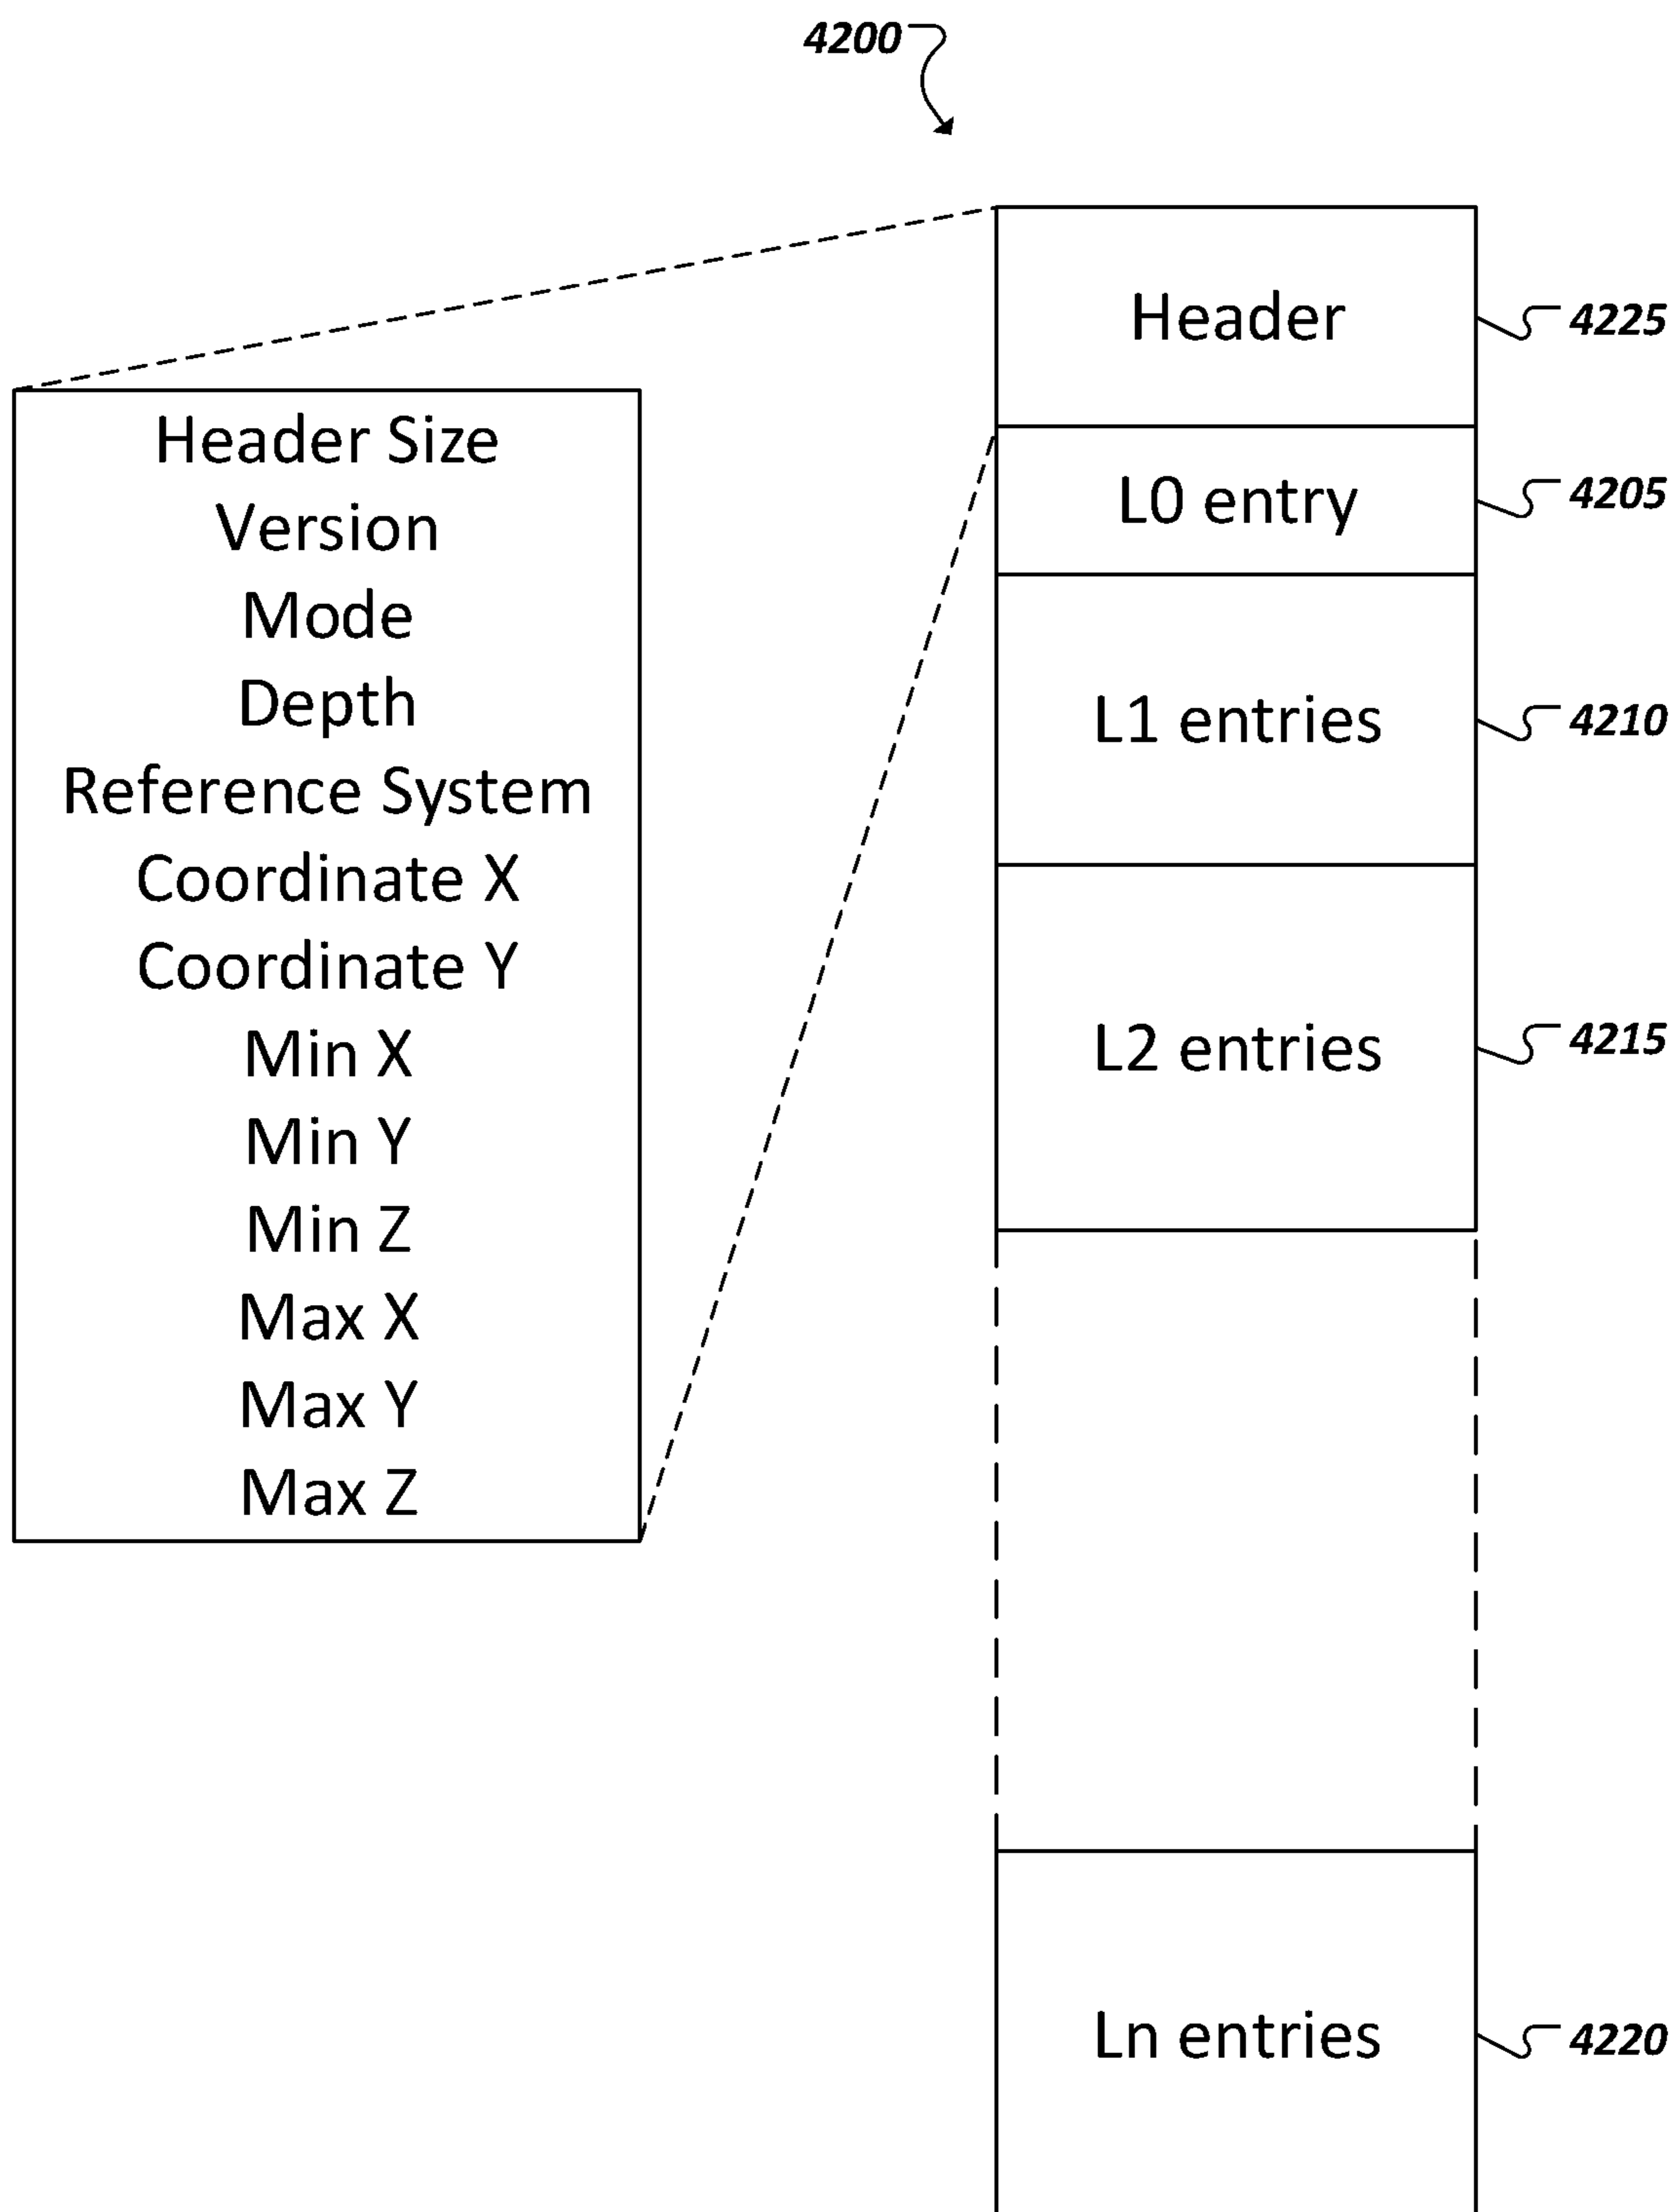 4200
Header
4225
Header Size
Version
Mode
Depth
Reference System
Coordinate X
Coordinate Y
Min X
Min Y
Min Z
Max X
Max Y
Max Z
L0 entry
4205
L1 entries
4210
L2 entries
4215
Ln entries
4220